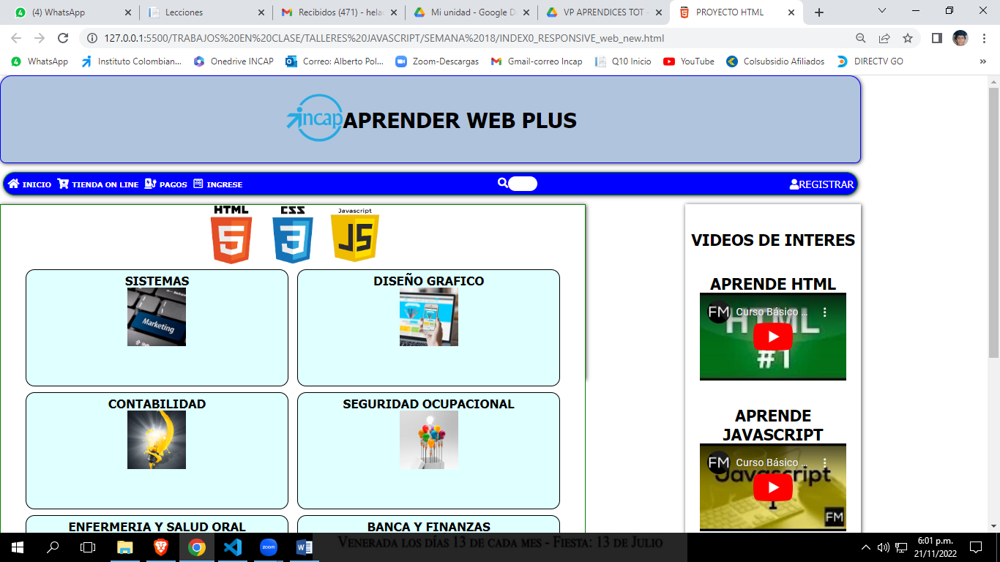 (4) WhatsApp
Lecciones
Recibidos (471) - hela
Mi unidad - Google D
VP APRENDICES TOT -
PROYECTO HTML
127.0.0.1:5500/TRABAJOS%20EN%20CLASE/TALLERES%20JAVASCRIPT/SEMANA%2018/INDEX0_RESPONSIVE_web_new.html
WhatsApp
Instituto Colombian...
Onedrive INCAP
Correo: Alberto Pol...
Zoom-Descargas
Gmail-correo Incap
Q10 Inicio
YouTube
Colsubsidio Afiliados
DIRECTV GO
»
incap
APRENDER WEB PLUS
INICIO
TIENDA ON LINE
PAGOS
INGRESE
REGISTRAR
HTML
5
CSS
3
Javascript
JS
SISTEMAS
Marketing
DISEÑO GRAFICO
CONTABILIDAD
SEGURIDAD OCUPACIONAL
ENFERMERIA Y SALUD ORAL
BANCA Y FINANZAS
VIDEOS DE INTERES
APRENDE HTML
FM Curso Básico ...
HTML
#1
APRENDE
JAVASCRIPT
FM Curso Básico ...
Javascript
1
FM
zoom
Venerada los días 13 de cada mes - Fiesta: 13 de Julio
6:01 p.m.
21/11/2022